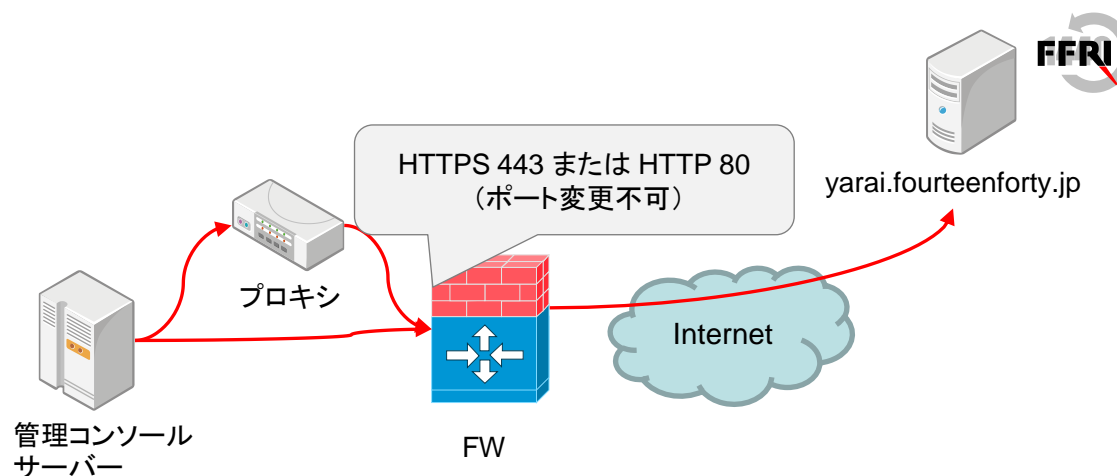 FFRI
HTTPS 443 または HTTP 80
（ポート変更不可）
yarai.fourteenforty.jp
プロキシ
Internet
管理コンソール
サーバー
FW